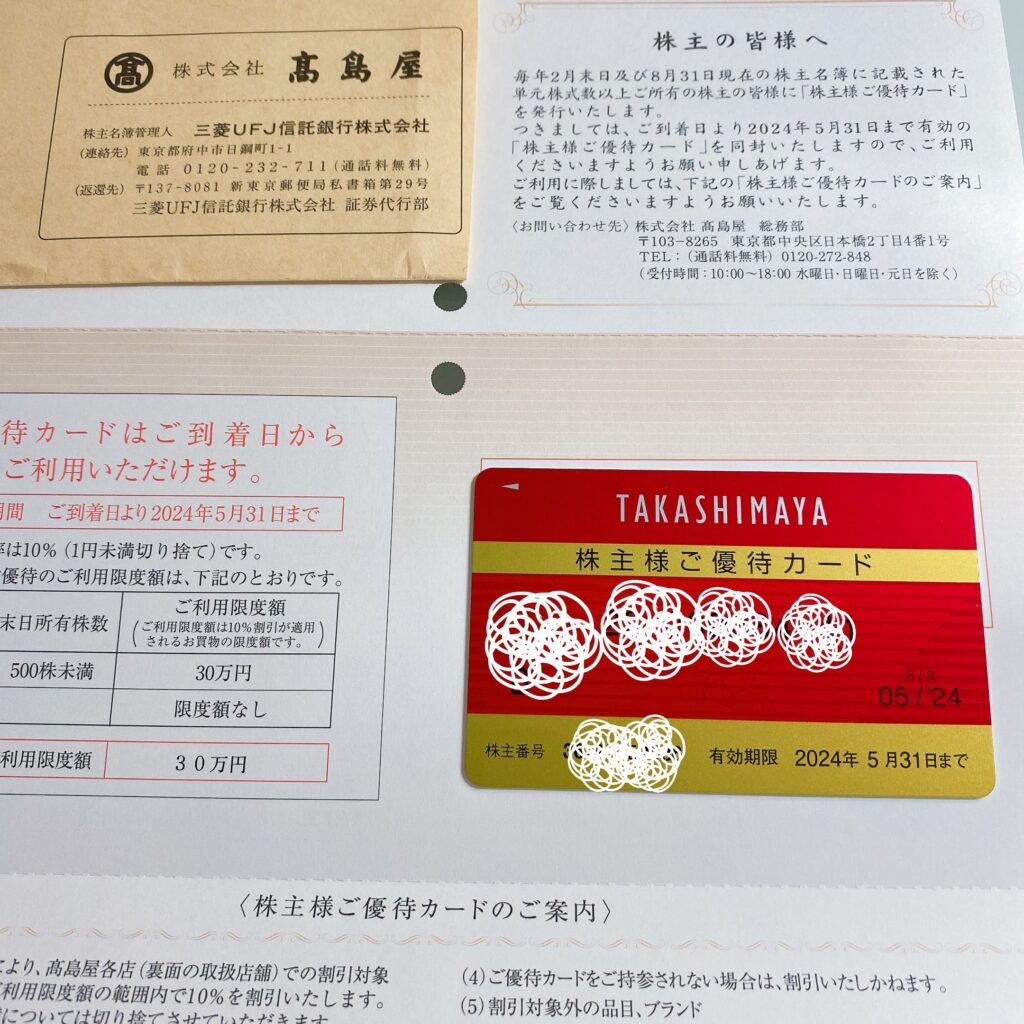 髙 株式会社 髙島屋
株主名簿管理人 三菱UFJ信託銀行株式会社
(連絡先) 東京都府中市日鋼町1-1
電話 0120-232-711(通話料無料)
(返還先) 〒137-8081 新東京郵便局私書箱第29号
三菱UFJ信託銀行株式会社 証券代行部
株主の皆様へ
毎年2月末日及び8月31日現在の株主名簿に記載された
単元株式数以上ご所有の株主の皆様に「株主様ご優待カード」
を発行いたします。
つきましては、ご到着日より2024年5月31日まで有効の
「株主様ご優待カード」を同封いたしますので、ご利用
くださいますようお願い申しあげます。
ご利用に際しましては、下記の「株主様ご優待カードのご案内」
をご覧くださいますようお願いいたします。
〈お問い合わせ先〉株式会社 髙島屋 総務部
〒103-8265 東京都中央区日本橋2丁目4番1号
TEL:(通話料無料) 0120-272-848
(受付時間:10:00~18:00 水曜日・日曜日・元日を除く)
待カードはご到着日から
ご利用いただけます。
期間 ご到着日より2024年5月31日まで
率は10%(1円未満切り捨て)です。
優待のご利用限度額は、下記のとおりです。
末日所有株数 ご利用限度額
(ご利用限度額は10%割引が適用
されるお買物の限度額です。)
500株未満 30万円
限度額なし
利用限度額 30万円
TAKASHIMAYA
株主様ご優待カード
月/年
05/'24
株主番号 有効期限 2024年5月31日まで
〈株主様ご優待カードのご案内〉
により、髙島屋各店(裏面の取扱店舗)での割引対象
ご利用限度額の範囲内で10%を割引いたします。
については切り捨てさせていただきます。
(4)ご優待カードをご持参されない場合は、割引いたしかねます。
(5)割引対象外の品目、ブランド